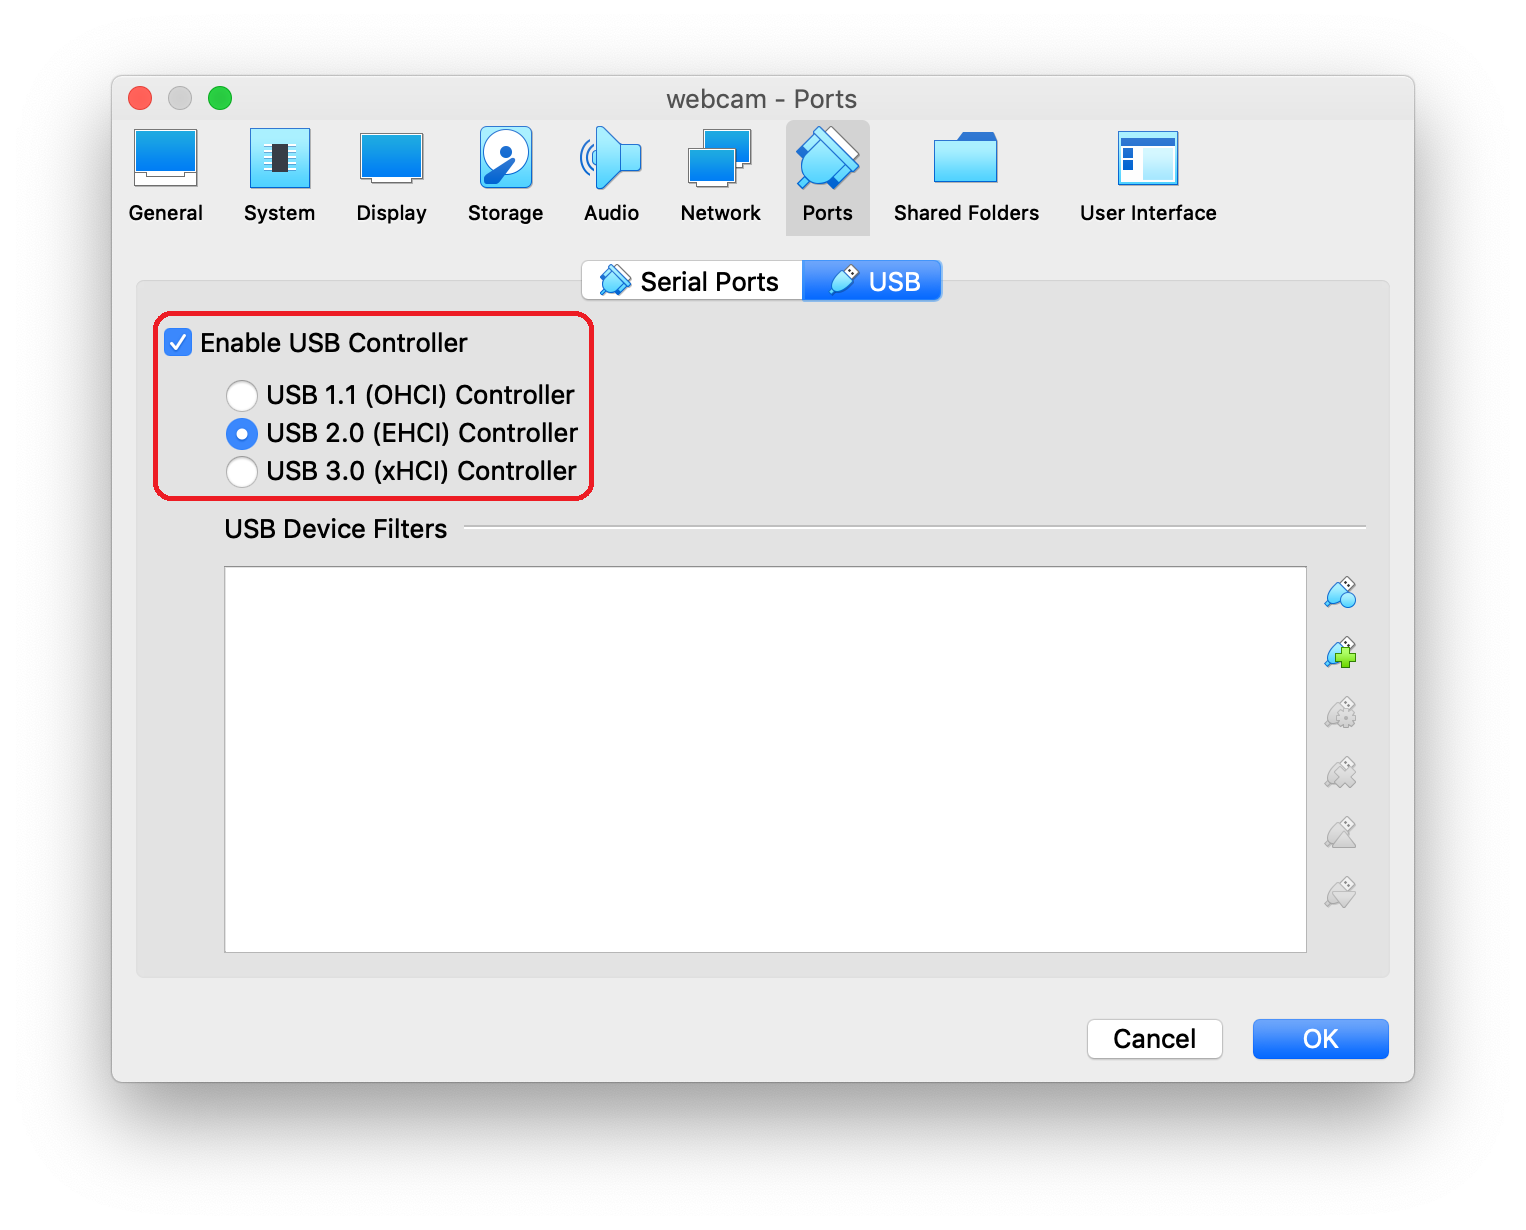 webcam - Ports
General System Display Storage Audio Network Ports Shared Folders User Interface
Serial Ports USB
Enable USB Controller
USB 1.1 (OHCI) Controller
USB 2.0 (EHCI) Controller
USB 3.0 (xHCI) Controller
USB Device Filters
Cancel OK